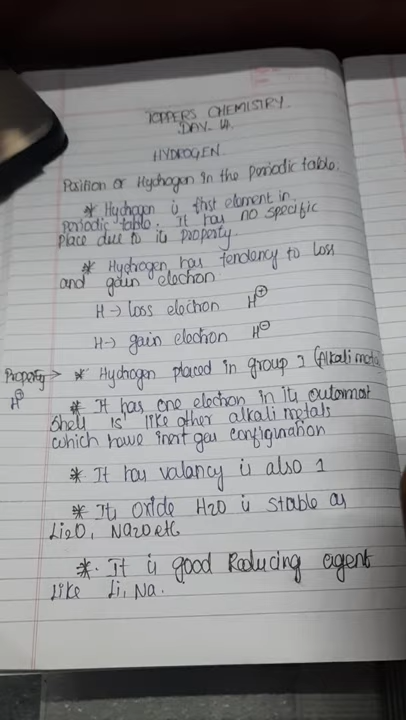 TOPPERS CHEMISTRY
DAY
HYDROGEN
Position of Hydrogen in the Periodic table.
* Hydrogen is first element in
Periodic table. It has no specific
Place due to its property
* Hydrogen has tendency to loss
and gain electron
H → loss electron H⊕
H → gain electron H⊖
Property → * Hydrogen placed in group 1 (Alkali metal
H⊕ * It has one electron in its outermost
Shell is like other alkali metals
which have inert gas configuration
* It has valancy is also 1
* Its oxide H2O is stable as
Li2O, Na2O etc
*. It is good Reducing agent
Like Li, Na.